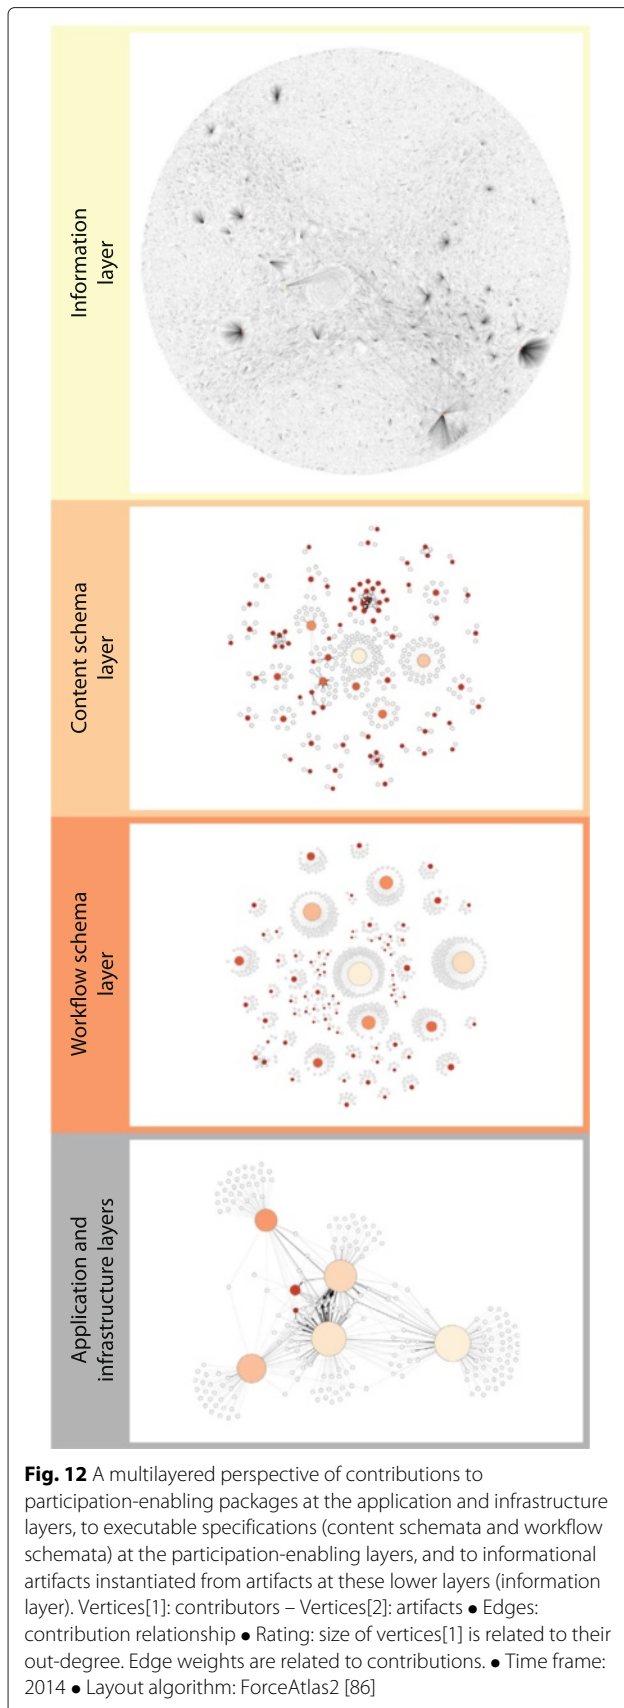 Information
layer
Content schema
layer
Workflow schema
layer
Application and
infrastructure layers
Fig. 12 A multilayered perspective of contributions to
participation-enabling packages at the application and infrastructure
layers, to executable specifications (content schemata and workflow
schemata) at the participation-enabling layers, and to informational
artifacts instantiated from artifacts at these lower layers (information
layer). Vertices[1]: contributors – Vertices[2]: artifacts ● Edges:
contribution relationship ● Rating: size of vertices[1] is related to their
out-degree. Edge weights are related to contributions. ● Time frame:
2014 ● Layout algorithm: ForceAtlas2 [86]